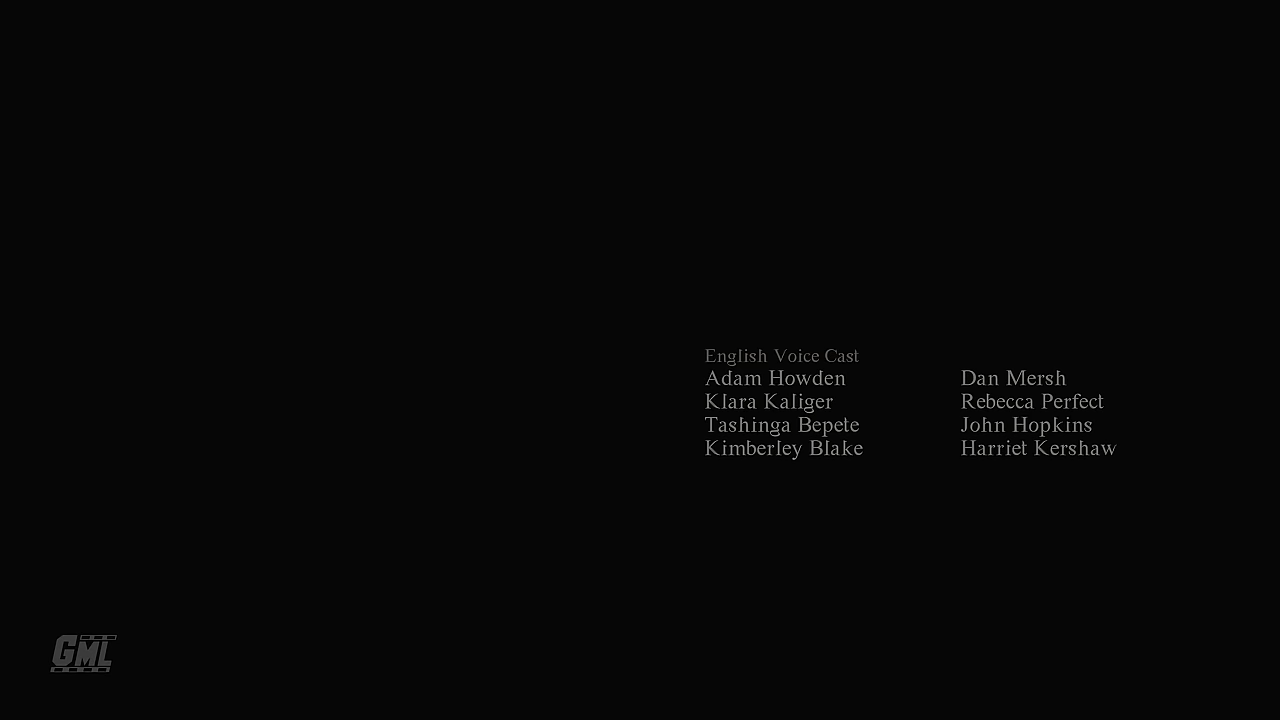 English Voice Cast
Adam Howden
Klara Kaliger
Tashinga Bepete
Kimberley Blake
Dan Mersh
Rebecca Perfect
John Hopkins
Harriet Kershaw
GML